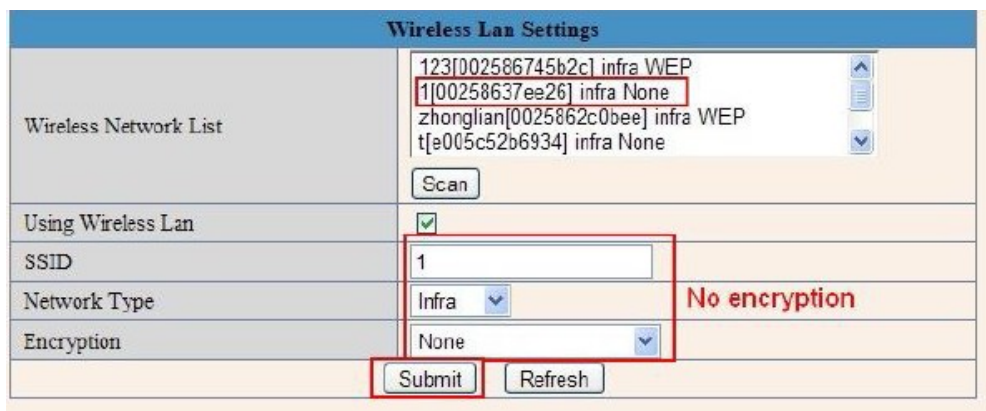 Wireless Lan Settings
Wireless Network List
123[002586745b2c] infra WEP
1[00258637ee26] infra None
zhonglian[0025862c0bee] infra WEP
t[e005c52b6934] infra None
Scan
Using Wireless Lan
SSID
1
Network Type
Infra
No encryption
Encryption
None
Submit
Refresh